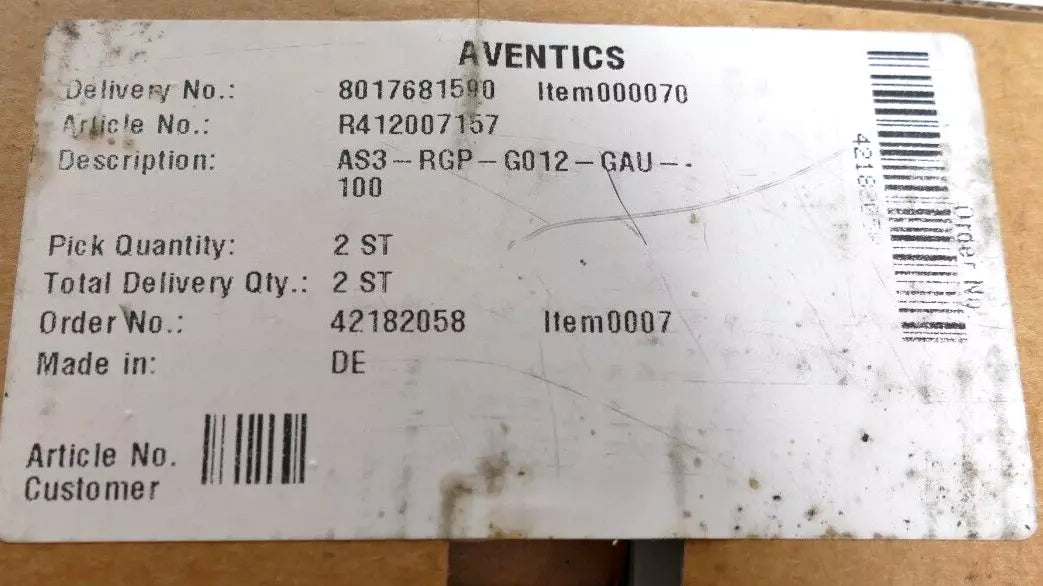 AVENTICS
Delivery No.: 8017681590 Item000070
Article No.: R412007157
Description: AS3-RGP-G012-GAU--
100
Pick Quantity: 2 ST
Total Delivery Qty.: 2 ST
Order No.: 42182058 Item0007
Made in: DE
Article No.
Customer
Order No